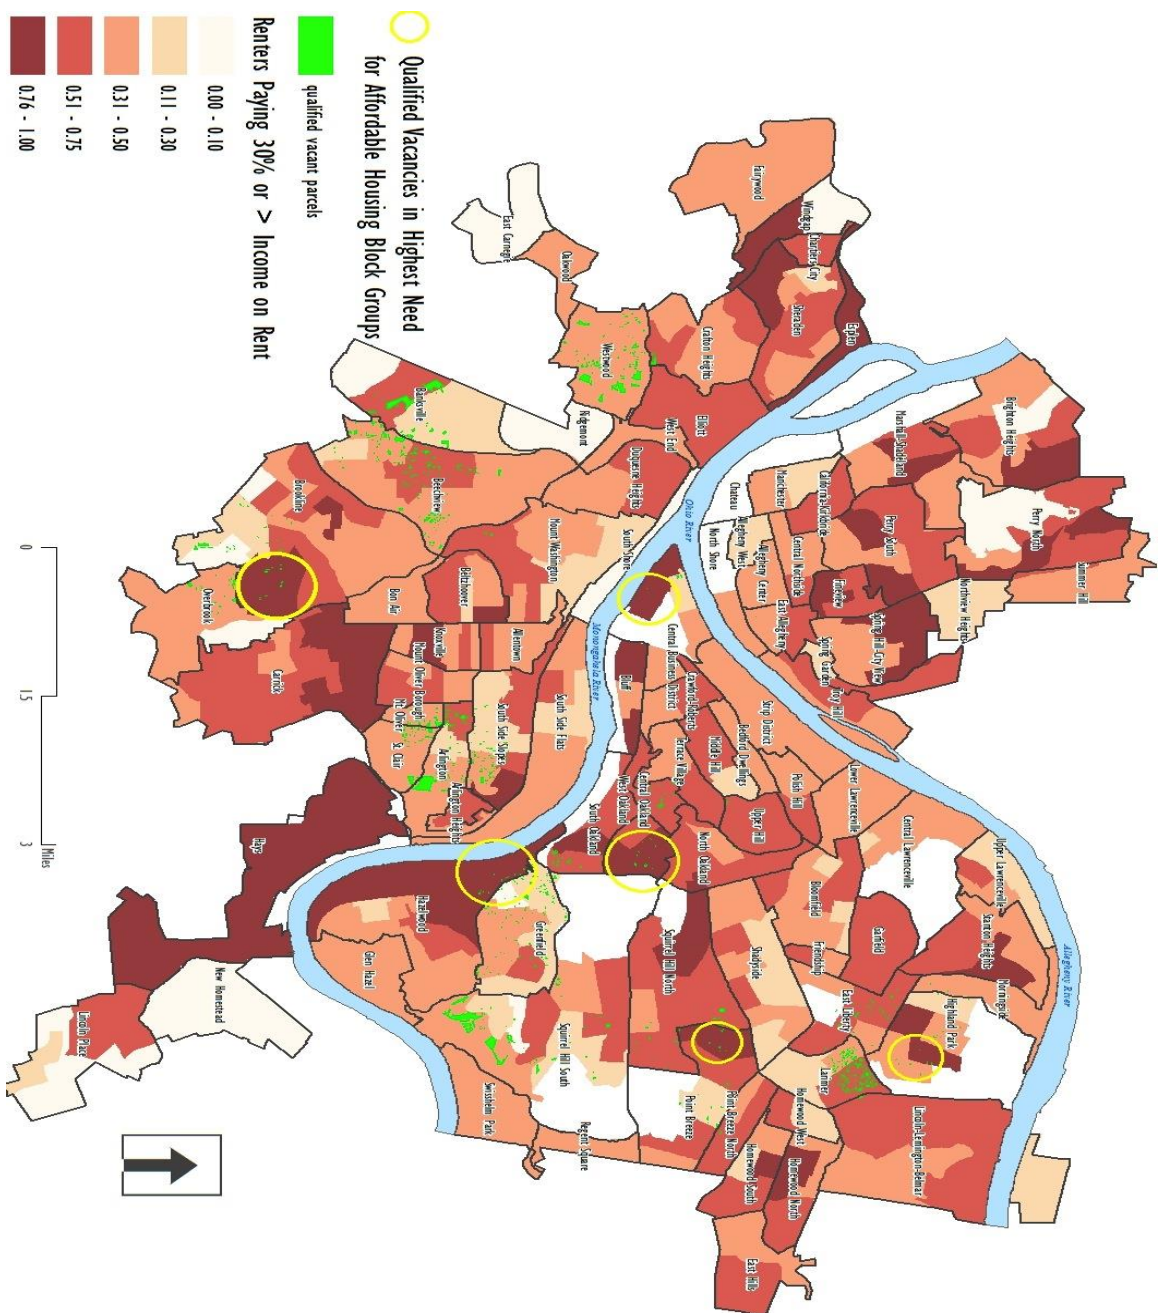 Qualified Vacancies in Highest Need
for Affordable Housing Block Groups
qualified vacant parcels
Renters Paying 30% or > Income on Rent
0.00 - 0.10
0.11 - 0.30
0.31 - 0.50
0.51 - 0.75
0.76 - 1.00
Summer Hill
Perry North
Brighton Heights
Northview Heights
Marshall-Shadeland
Perry South
California-Kirkbride
Spring Hill-City View
Fineview
Spring Garden
Troy Hill
Central Northside
Manchester
East Allegheny
Allegheny Center
Allegheny West
Chateau
North Shore
Ohio River
Allegheny River
Monongahela River
Fairywood
Windgap
Chartiers City
Esplen
Sheraden
Crafton Heights
East Carnegie
Oakwood
Westwood
Elliott
West End
Ridgemont
Duquesne Heights
South Shore
Mount Washington
Banksville
Beechview
Beltzhoover
Bon Air
Brookline
Overbrook
Carrick
Allentown
Knoxville
Mount Oliver Borough
Mt. Oliver
St. Clair
Arlington
Arlington Heights
South Side Slopes
South Side Flats
Central Business District
Bluff
Crawford-Roberts
Terrace Village
Middle Hill
Bedford Dwellings
Strip District
Polish Hill
Upper Hill
West Oakland
Central Oakland
South Oakland
North Oakland
Lower Lawrenceville
Central Lawrenceville
Upper Lawrenceville
Stanton Heights
Morningside
Highland Park
Bloomfield
Friendship
Garfield
East Liberty
Larimer
Lincoln-Lemington-Belmar
Shadyside
Squirrel Hill North
Squirrel Hill South
Point Breeze
Point Breeze North
Homewood West
Homewood South
Homewood North
East Hills
Regent Square
Swisshelm Park
Greenfield
Hazelwood
Glen Hazel
Hays
New Homestead
Lincoln Place
0
1.5
3
Miles